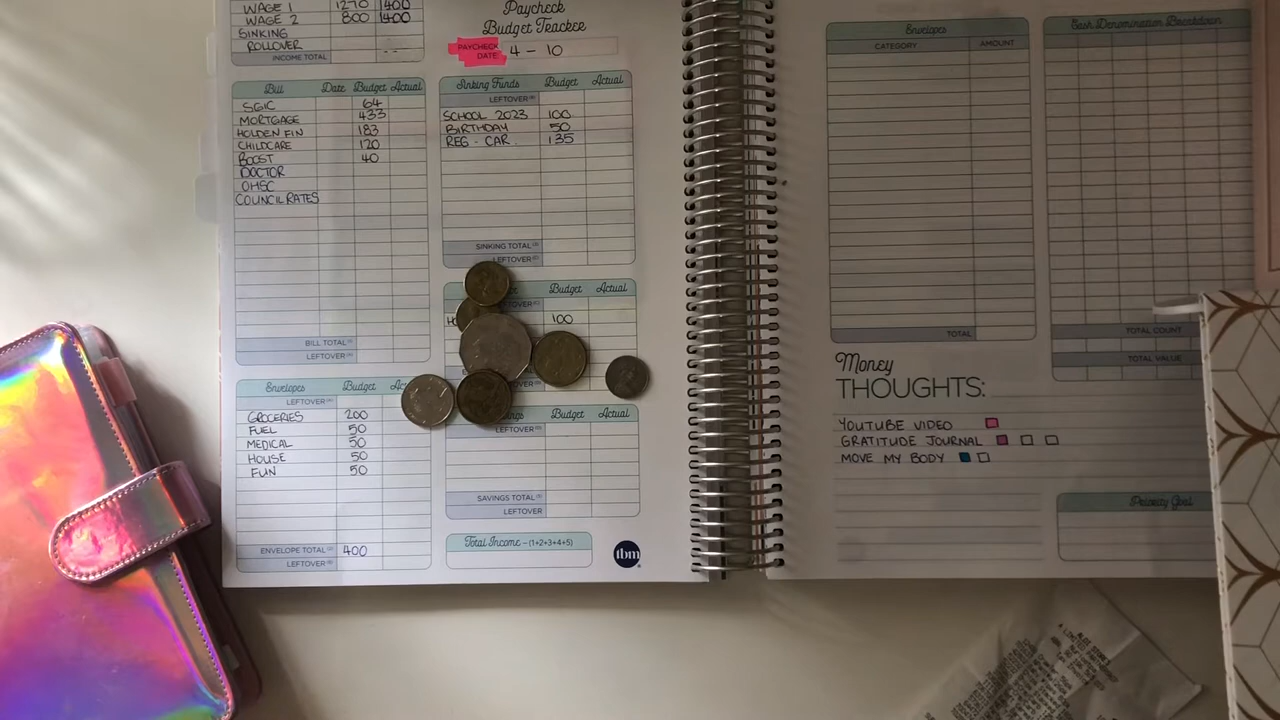 WAGE 1 1270 1400
WAGE 2 800 1400
SINKING
ROLLOVER
INCOME TOTAL
Paycheck
Budget Tracker
PAYCHECK DATE: 4 - 10
Bill Date Budget Actual
SGIC 64
MORTGAGE 433
HOLDEN FIN 183
CHILDCARE 120
BOOST 40
DOCTOR
OHSC
COUNCIL RATES
BILL TOTAL
LEFTOVER
Envelopes Budget
LEFTOVER
GROCERIES 200
FUEL 50
MEDICAL 50
HOUSE 50
FUN 50
ENVELOPE TOTAL 400
LEFTOVER
Sinking Funds Budget Actual
LEFTOVER
SCHOOL 2023 100
BIRTHDAY 50
REG - CAR. 135
SINKING TOTAL
LEFTOVER
Budget Actual
100
Budget Actual
LEFTOVER
SAVINGS TOTAL
LEFTOVER
Total Income - (1+2+3+4+5)
tbm
Envelopes
CATEGORY AMOUNT
TOTAL
Cash Denomination Breakdown
TOTAL COUNT
TOTAL VALUE
Money
THOUGHTS:
YOUTUBE VIDEO
GRATITUDE JOURNAL
MOVE MY BODY
Priority Goal